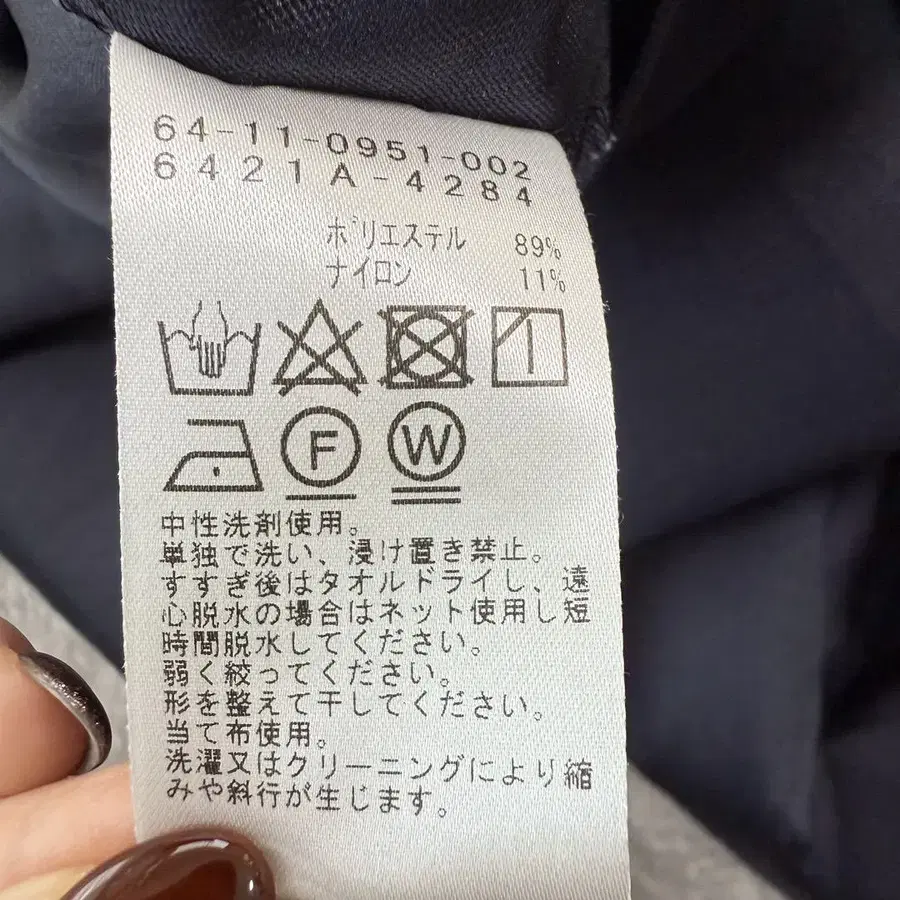 64-11-0951-002
6421A-4284
ポリエステル 89%
ナイロン 11%
F W
中性洗剤使用。
単独で洗い、浸け置き禁止。
すすぎ後はタオルドライし、遠
心脱水の場合はネット使用し短
時間脱水してください。
弱く絞ってください。
形を整えて干してください。
当て布使用。
洗濯又はクリーニングにより縮
みや斜行が生じます。